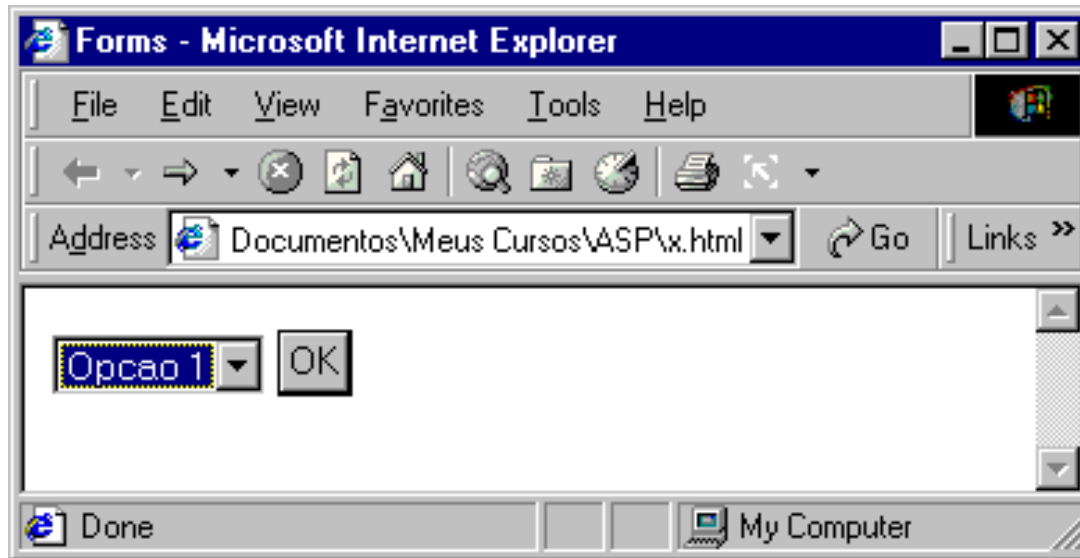 Forms - Microsoft Internet Explorer
File Edit View Favorites Tools Help
Address Documentos\Meus Cursos\ASP\x.html Go Links »
Opcao 1 OK
Done My Computer